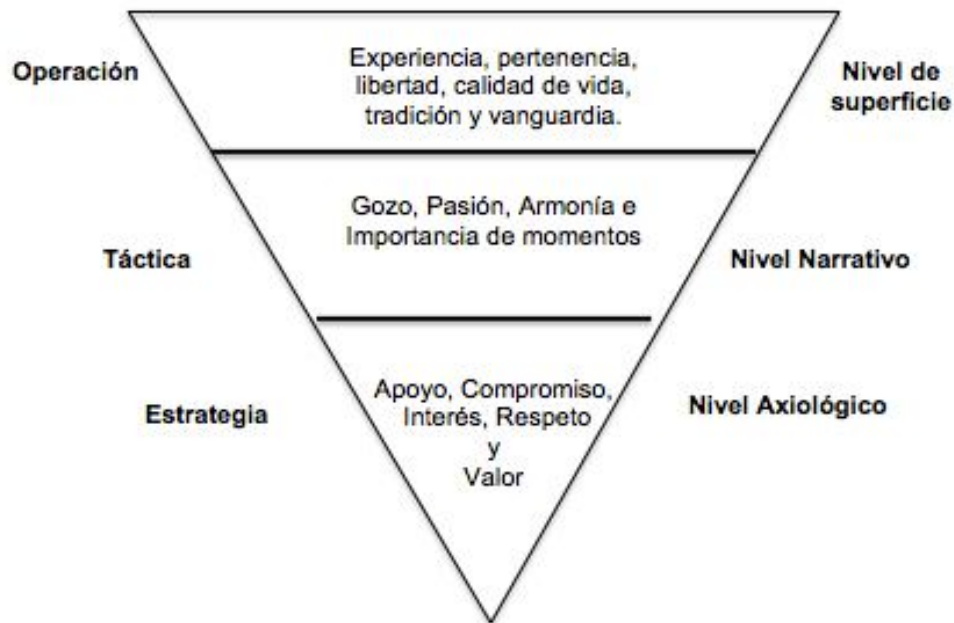 Operación
Experiencia, pertenencia,
libertad, calidad de vida,
tradición y vanguardia.
Nivel de
superficie
Táctica
Gozo, Pasión, Armonía e
Importancia de momentos
Nivel Narrativo
Estrategia
Apoyo, Compromiso,
Interés, Respeto
y
Valor
Nivel Axiológico